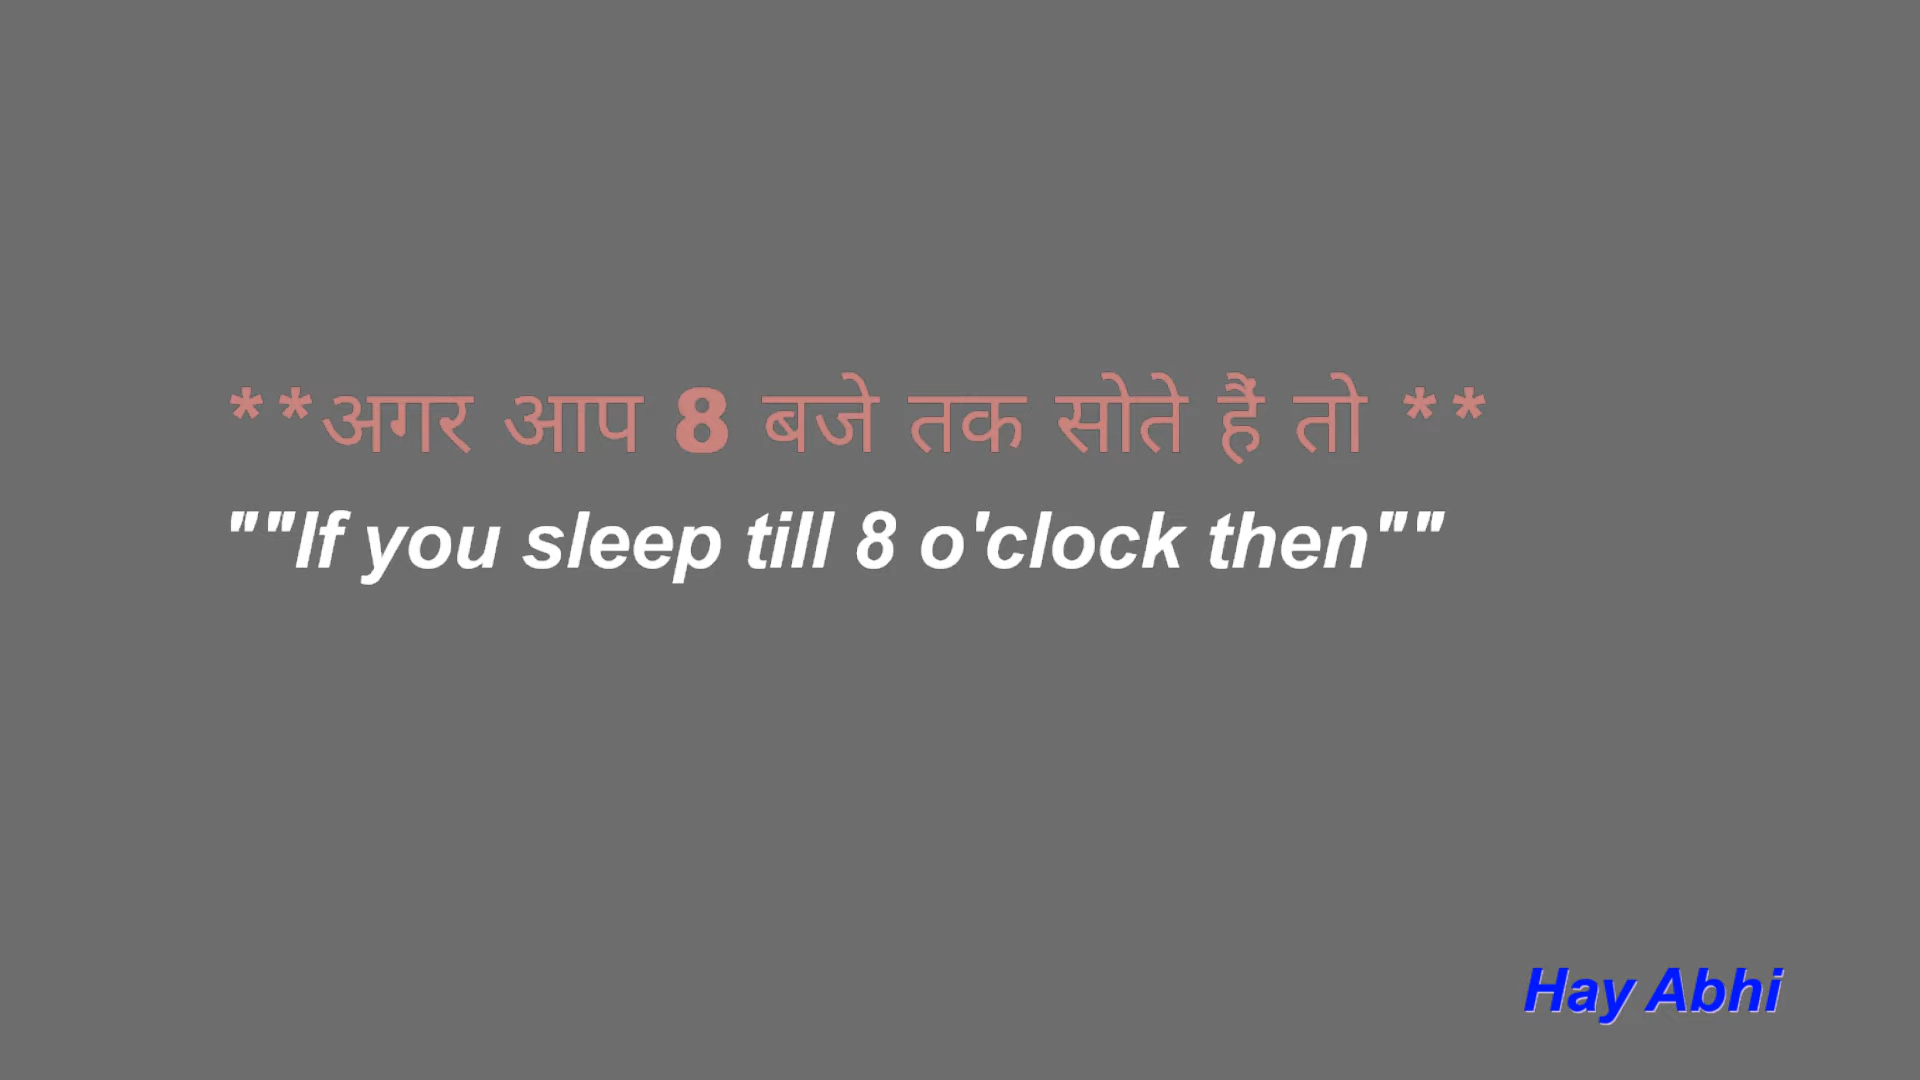 **अगर आप 8 बजे तक सोते हैं तो **
""If you sleep till 8 o'clock then""
Hay Abhi